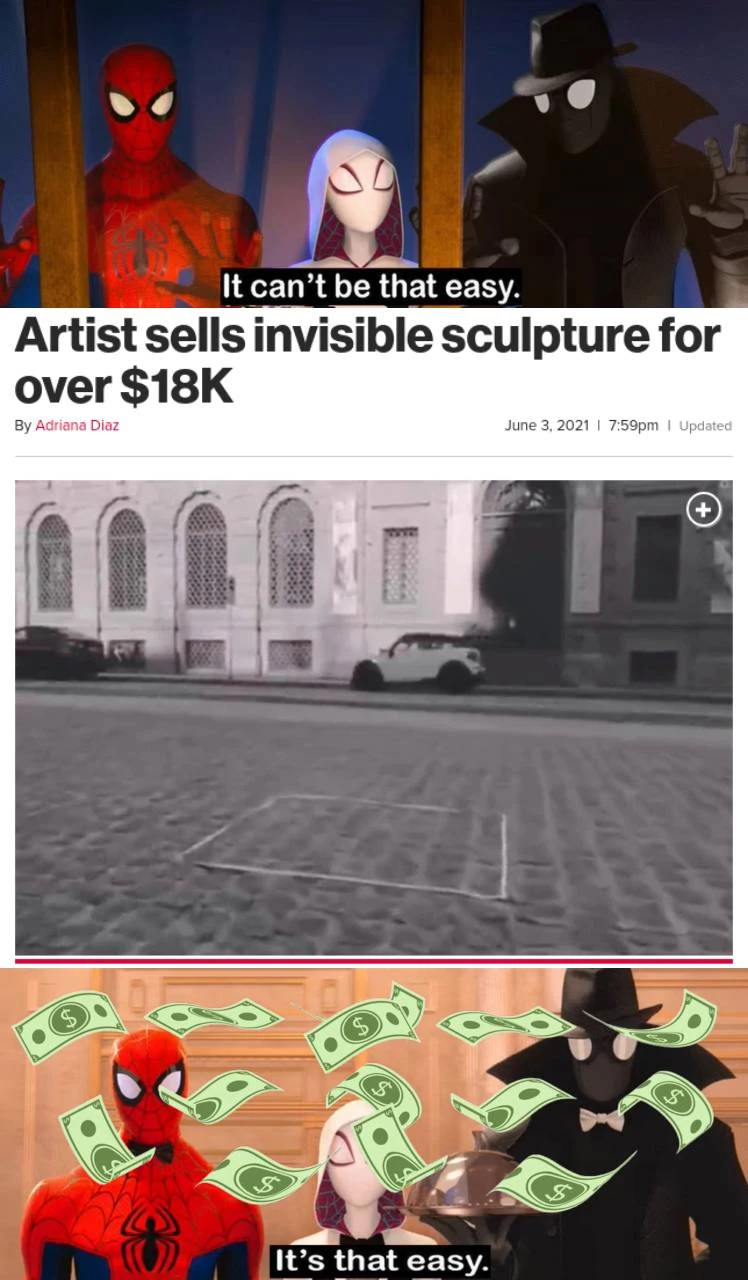 It can't be that easy.
Artist sells invisible sculpture for
over $18K
By Adriana Diaz
June 3, 2021 | 7:59pm | Updated
It's that easy.